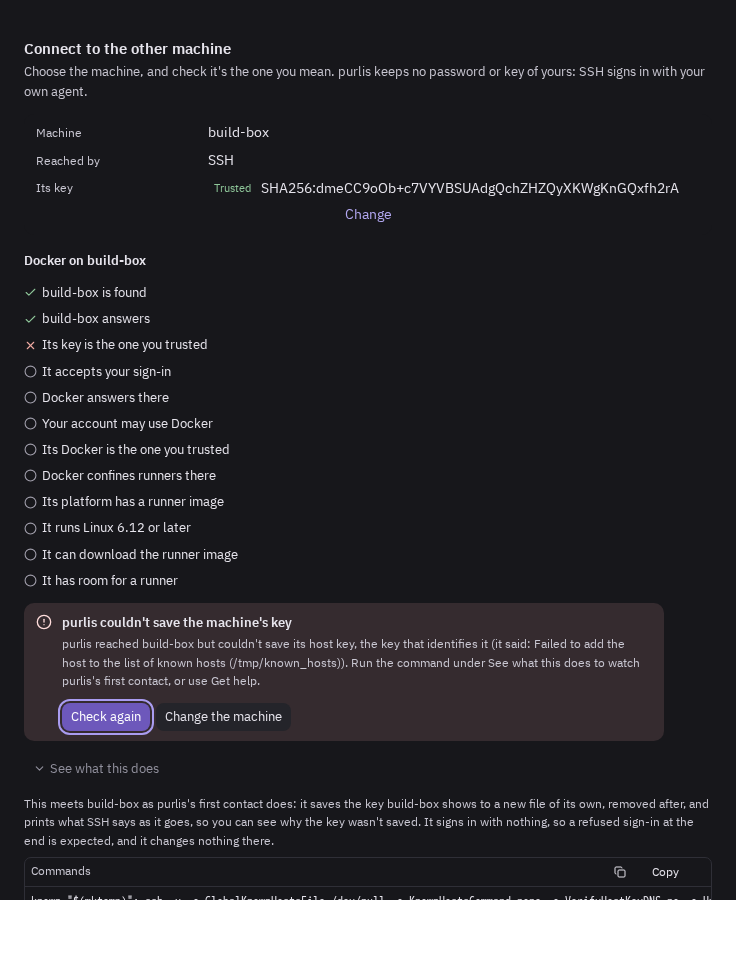 Connect to the other machine
Choose the machine, and check it's the one you mean. purlis keeps no password or key of yours: SSH signs in with your
own agent.
Machine build-box
Reached by SSH
Its key Trusted SHA256:dmeCC9oOb+c7VYVBSUAdgQchZHZQyXKWgKnGQxfh2rA
Change
Docker on build-box
build-box is found
build-box answers
Its key is the one you trusted
It accepts your sign-in
Docker answers there
Your account may use Docker
Its Docker is the one you trusted
Docker confines runners there
Its platform has a runner image
It runs Linux 6.12 or later
It can download the runner image
It has room for a runner
purlis couldn't save the machine's key
purlis reached build-box but couldn't save its host key, the key that identifies it (it said: Failed to add the
host to the list of known hosts (/tmp/known_hosts)). Run the command under See what this does to watch
purlis's first contact, or use Get help.
Check again Change the machine
See what this does
This meets build-box as purlis's first contact does: it saves the key build-box shows to a new file of its own, removed after, and
prints what SSH says as it goes, so you can see why the key wasn't saved. It signs in with nothing, so a refused sign-in at the
end is expected, and it changes nothing there.
Commands Copy